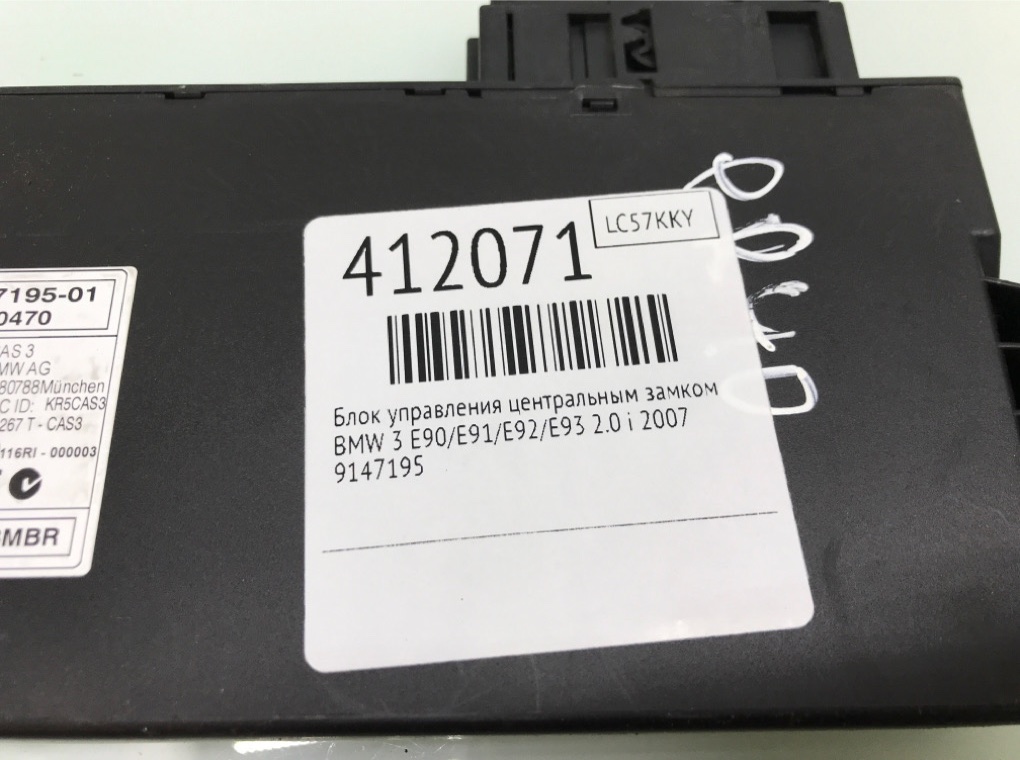 412071
LC57KKY
Блок управления центральным замком
BMW 3 E90/E91/E92/E93 2.0 i 2007
9147195
7195-01
0470
CAS 3
MW AG
80788München
C ID: KR5CAS3
267 T - CAS3
116RI - 000003
MBR